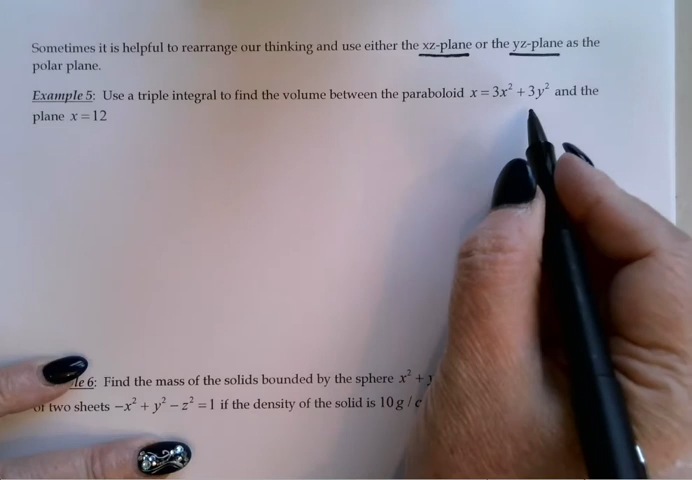 Sometimes it is helpful to rearrange our thinking and use either the xz-plane or the yz-plane as the
polar plane.
Example 5: Use a triple integral to find the volume between the paraboloid x = 3x² + 3y² and the
plane x = 12
le 6: Find the mass of the solids bounded by the sphere x² +
of two sheets −x² + y² − z² = 1 if the density of the solid is 10 g /